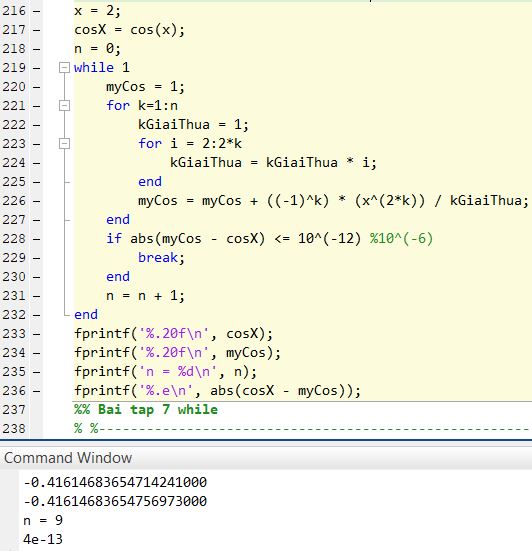 216 – x = 2;
217 – cosX = cos(x);
218 – n = 0;
219 – while 1
220 – myCos = 1;
221 – for k=1:n
222 – kGiaiThua = 1;
223 – for i = 2:2*k
224 – kGiaiThua = kGiaiThua * i;
225 – end
226 – myCos = myCos + ((-1)^k) * (x^(2*k)) / kGiaiThua;
227 – end
228 – if abs(myCos - cosX) <= 10^(-12) %10^(-6)
229 – break;
230 – end
231 – n = n + 1;
232 – end
233 – fprintf('%.20f\n', cosX);
234 – fprintf('%.20f\n', myCos);
235 – fprintf('n = %d\n', n);
236 – fprintf('%.e\n', abs(cosX - myCos));
237 %% Bai tap 7 while
238 % %----------------------------------------------------
Command Window
-0.41614683654714241000
-0.41614683654756973000
n = 9
4e-13